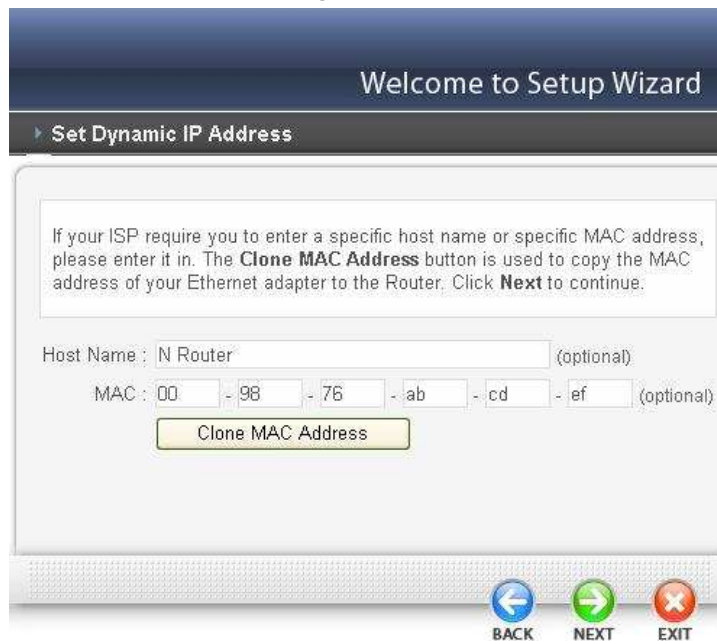 Welcome to Setup Wizard
Set Dynamic IP Address
If your ISP require you to enter a specific host name or specific MAC address,
please enter it in. The Clone MAC Address button is used to copy the MAC
address of your Ethernet adapter to the Router. Click Next to continue.
Host Name : N Router (optional)
MAC : 00 - 98 - 76 - ab - cd - ef (optional)
Clone MAC Address
BACK NEXT EXIT